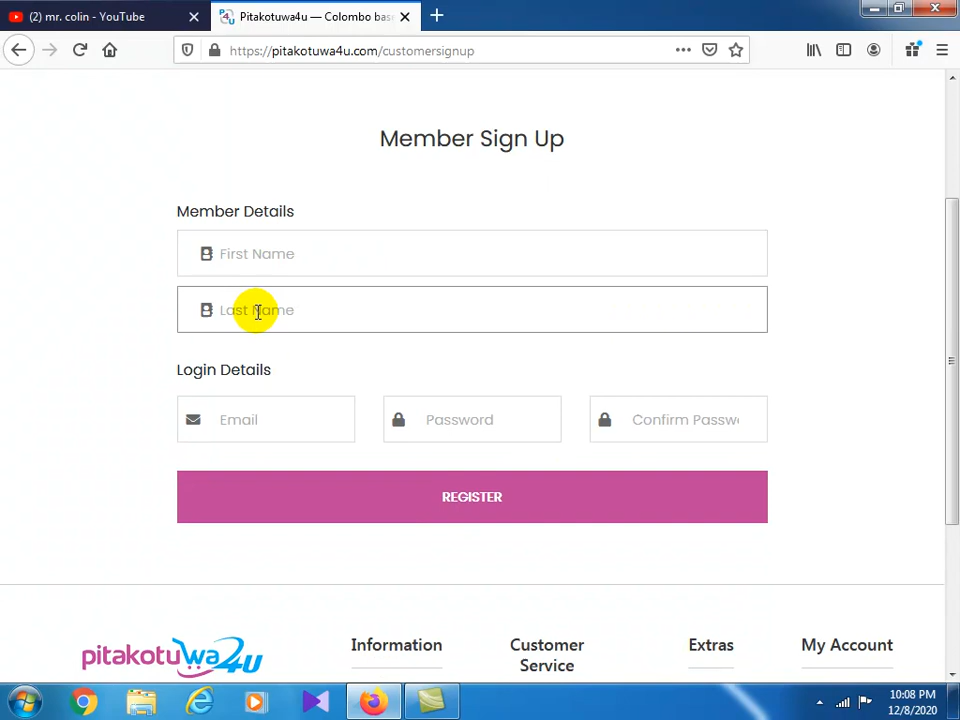 (2) mr. colin - YouTube
Pitakotuwa4u — Colombo bas
https://pitakotuwa4u.com/customersignup
Member Sign Up
Member Details
First Name
Last Name
Login Details
Email
Password
Confirm Passw
REGISTER
pitakotuwa4u
Information
Customer Service
Extras
My Account
10:08 PM
12/8/2020